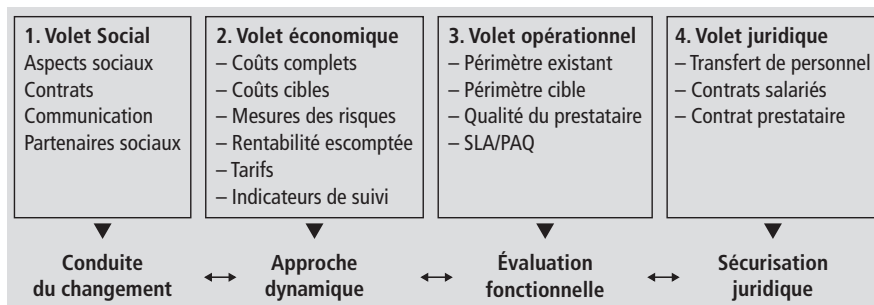 1. Volet Social
Aspects sociaux
Contrats
Communication
Partenaires sociaux
2. Volet économique
– Coûts complets
– Coûts cibles
– Mesures des risques
– Rentabilité escomptée
– Tarifs
– Indicateurs de suivi
3. Volet opérationnel
– Périmètre existant
– Périmètre cible
– Qualité du prestataire
– SLA/PAQ
4. Volet juridique
– Transfert de personnel
– Contrats salariés
– Contrat prestataire
Conduite
du changement
Approche
dynamique
Évaluation
fonctionnelle
Sécurisation
juridique